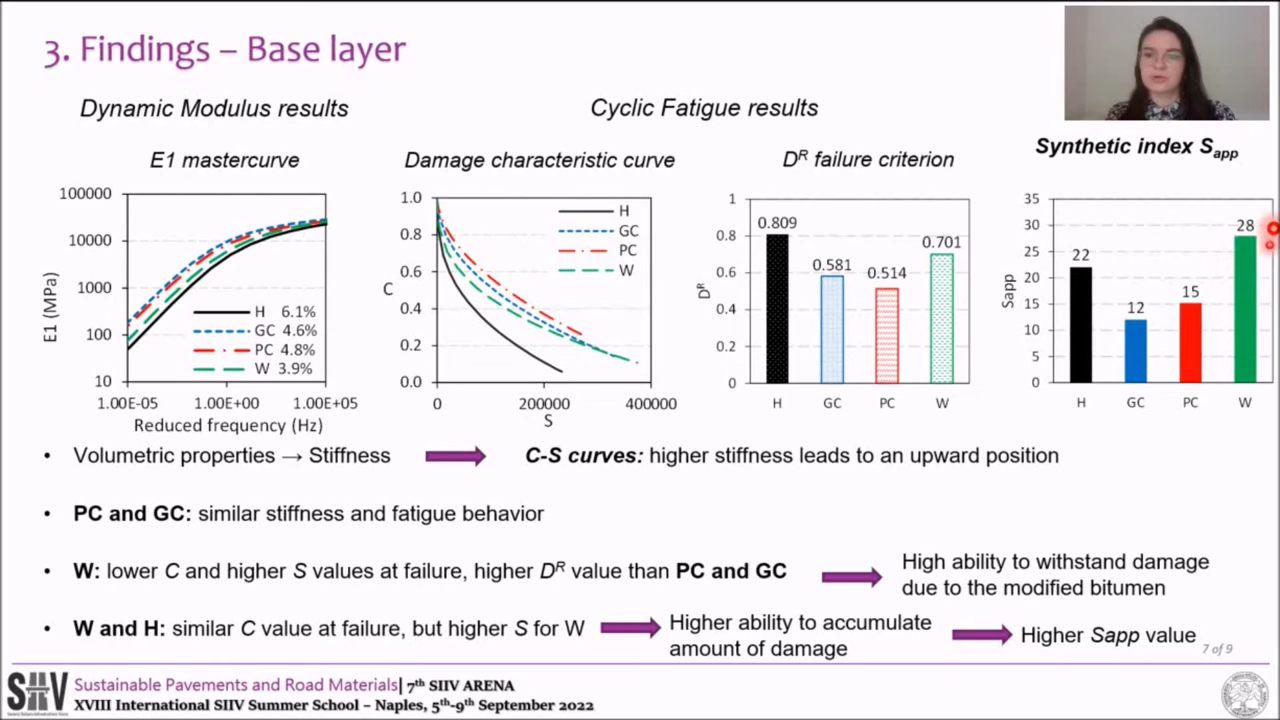 3. Findings – Base layer
Dynamic Modulus results
Cyclic Fatigue results
E1 mastercurve
Damage characteristic curve
Dᴿ failure criterion
Synthetic index Sapp
E1 (MPa)
100000
10000
1000
100
10
1.00E-05 1.00E+00 1.00E+05
Reduced frequency (Hz)
H 6.1%
GC 4.6%
PC 4.8%
W 3.9%
C
1.0
0.8
0.6
0.4
0.2
0.0
0 200000 400000
S
H
GC
PC
W
Dᴿ
1
0.8
0.6
0.4
0.2
0
0.809
0.581
0.514
0.701
H GC PC W
Sapp
35
30
25
20
15
10
5
0
22
12
15
28
H GC PC W
• Volumetric properties → Stiffness
C-S curves: higher stiffness leads to an upward position
• PC and GC: similar stiffness and fatigue behavior
• W: lower C and higher S values at failure, higher Dᴿ value than PC and GC
High ability to withstand damage
due to the modified bitumen
• W and H: similar C value at failure, but higher S for W
Higher ability to accumulate
amount of damage
Higher Sapp value
7 of 9
SIIV
Sustainable Pavements and Road Materials| 7th SIIV ARENA
XVIII International SIIV Summer School – Naples, 5th-9th September 2022